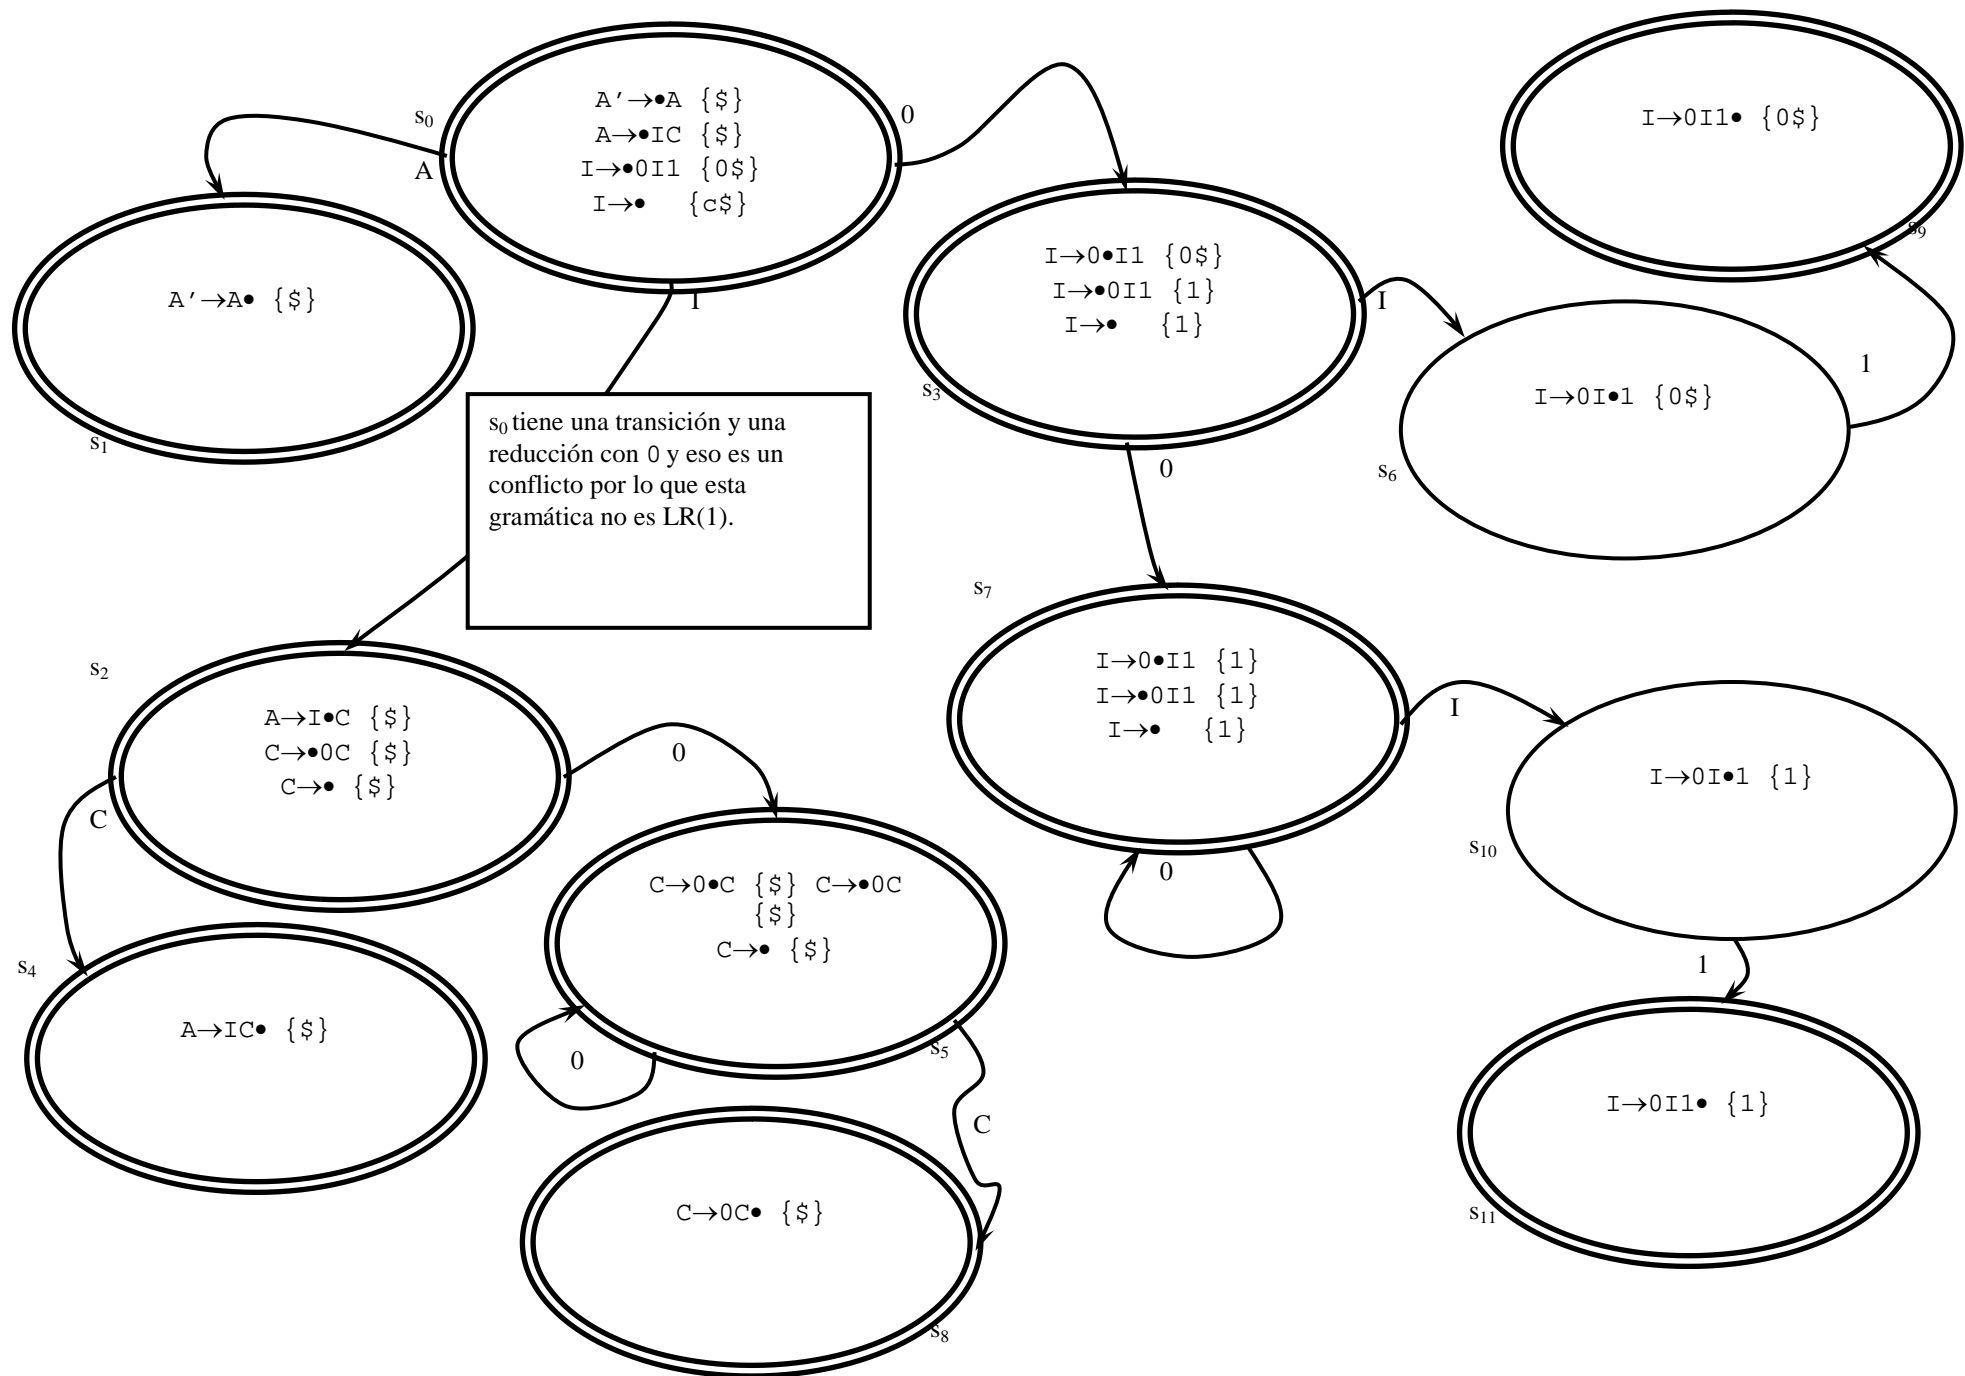 s₀
A
A′→•A {$}
A→•IC {$}
I→•0I1 {0$}
I→• {c$}
0
I
A′→A• {$}
s₁
I→0•I1 {0$}
I→•0I1 {1}
I→• {1}
s₃
I
0
I→0I1• {0$}
s₉
I→0I•1 {0$}
s₆
1
s₀ tiene una transición y una
reducción con 0 y eso es un
conflicto por lo que esta
gramática no es LR(1).
s₂
A→I•C {$}
C→•0C {$}
C→• {$}
C
0
s₇
I→0•I1 {1}
I→•0I1 {1}
I→• {1}
I
0
I→0I•1 {1}
s₁₀
1
C→0•C {$} C→•0C
{$}
C→• {$}
s₅
0
C
s₄
A→IC• {$}
C→0C• {$}
s₈
I→0I1• {1}
s₁₁